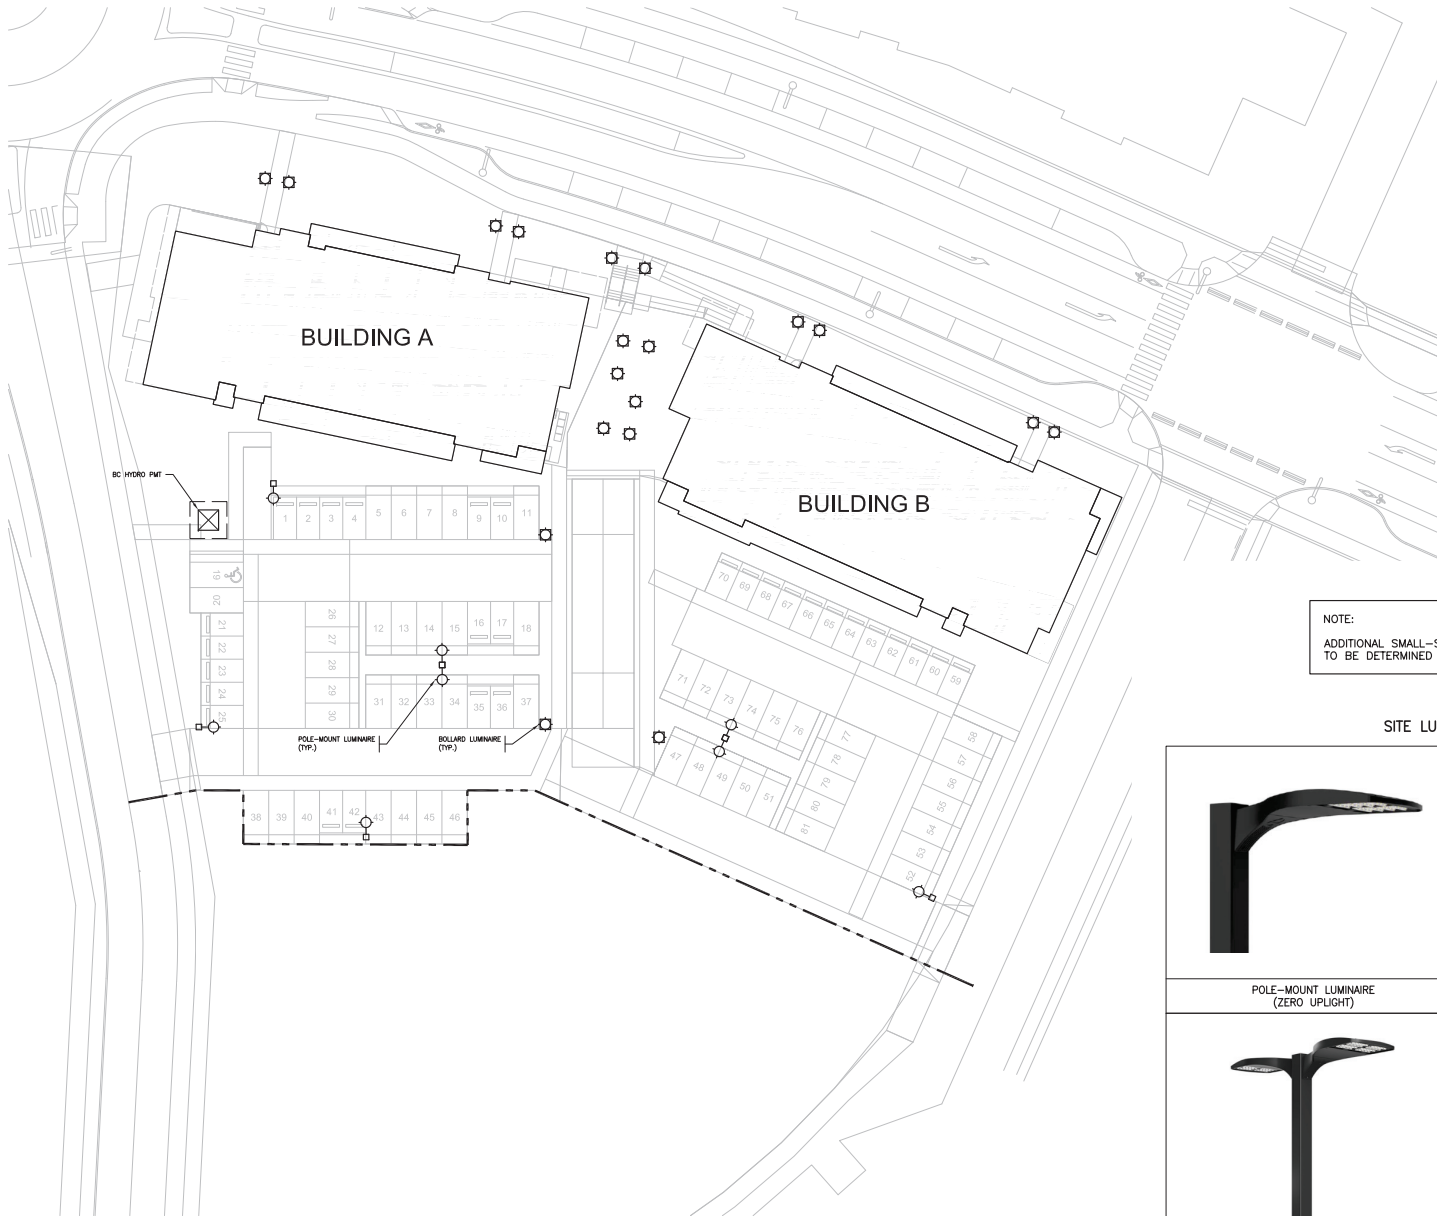 BUILDING A
BUILDING B
BC HYDRO PMT
1 2 3 4 5 6 7 8 9 10 11
19
20
21
22
23
24
25
26
27
28
29
30
12 13 14 15 16 17 18
31 32 33 34 35 36 37
POLE-MOUNT LUMINAIRE
(TYP.)
BOLLARD LUMINAIRE
(TYP.)
38 39 40 41 42 43 44 45 46
70 69 68 67 66 65 64 63 62 61 60 59
71 72 73 74 75 76
47 48 49 50 51
77
78
79
80
81
58
57
56
55
54
53
52
NOTE:
ADDITIONAL SMALL-S
TO BE DETERMINED
SITE LU
POLE-MOUNT LUMINAIRE
(ZERO UPLIGHT)